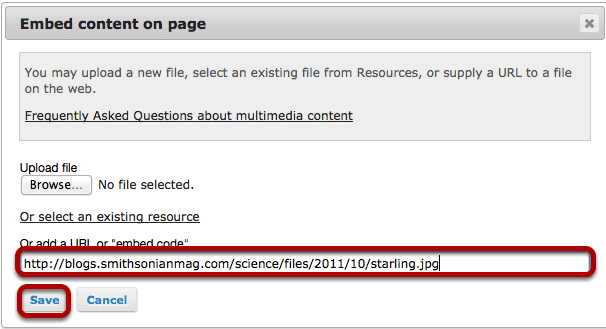 Embed content on page
You may upload a new file, select an existing file from Resources, or supply a URL to a file
on the web.
Frequently Asked Questions about multimedia content
Upload file
Browse... No file selected.
Or select an existing resource
Or add a URL or "embed code"
http://blogs.smithsonianmag.com/science/files/2011/10/starling.jpg
Save Cancel